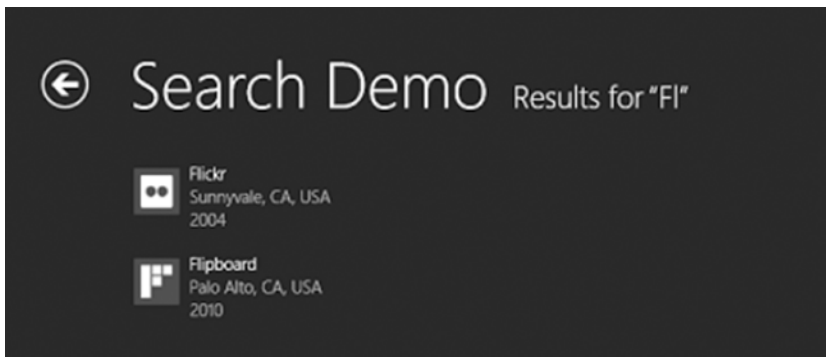 Search Demo Results for "Fl"
Flickr
Sunnyvale, CA, USA
2004
Flipboard
Palo Alto, CA, USA
2010